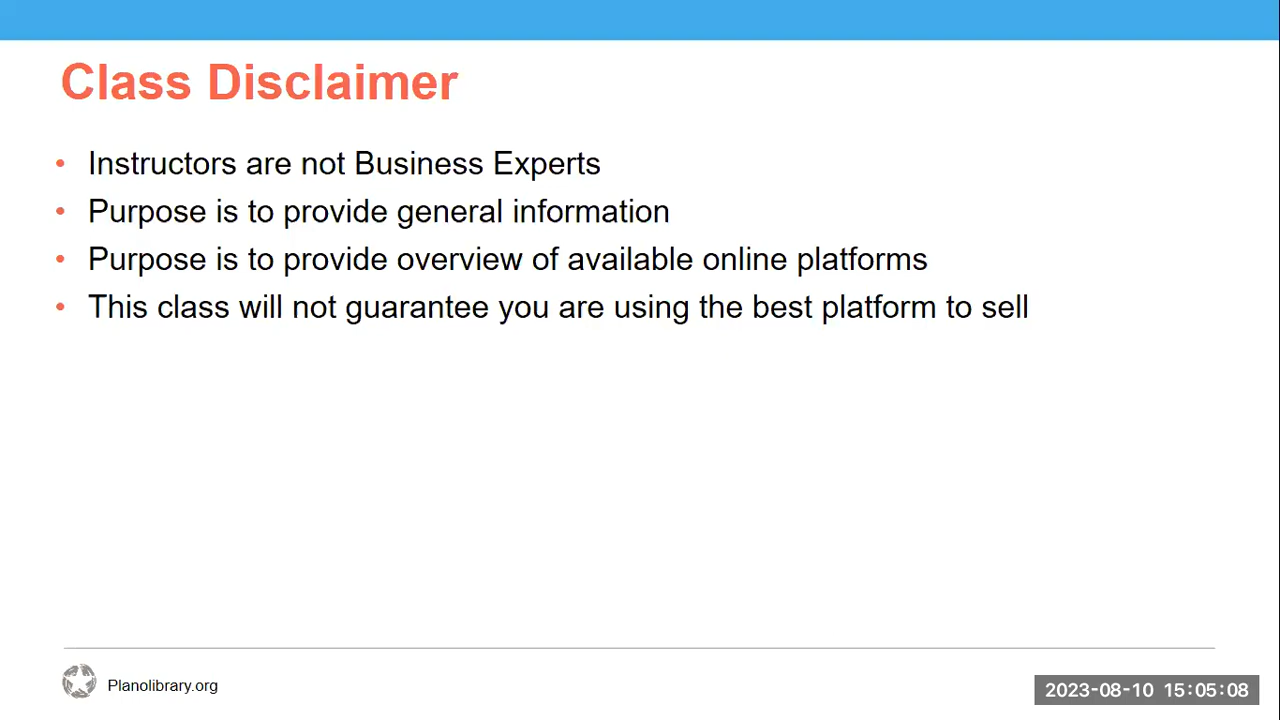 Class Disclaimer
• Instructors are not Business Experts
• Purpose is to provide general information
• Purpose is to provide overview of available online platforms
• This class will not guarantee you are using the best platform to sell
Planolibrary.org
2023-08-10 15:05:08